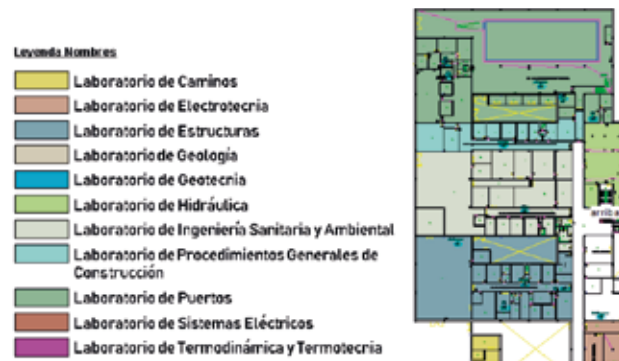 Leyenda Nombres
Laboratorio de Caminos
Laboratorio de Electrotecnia
Laboratorio de Estructuras
Laboratorio de Geología
Laboratorio de Geotecnia
Laboratorio de Hidráulica
Laboratorio de Ingeniería Sanitaria y Ambiental
Laboratorio de Procedimientos Generales de
Construcción
Laboratorio de Puertos
Laboratorio de Sistemas Eléctricos
Laboratorio de Termodinámica y Termotecnia
arriba